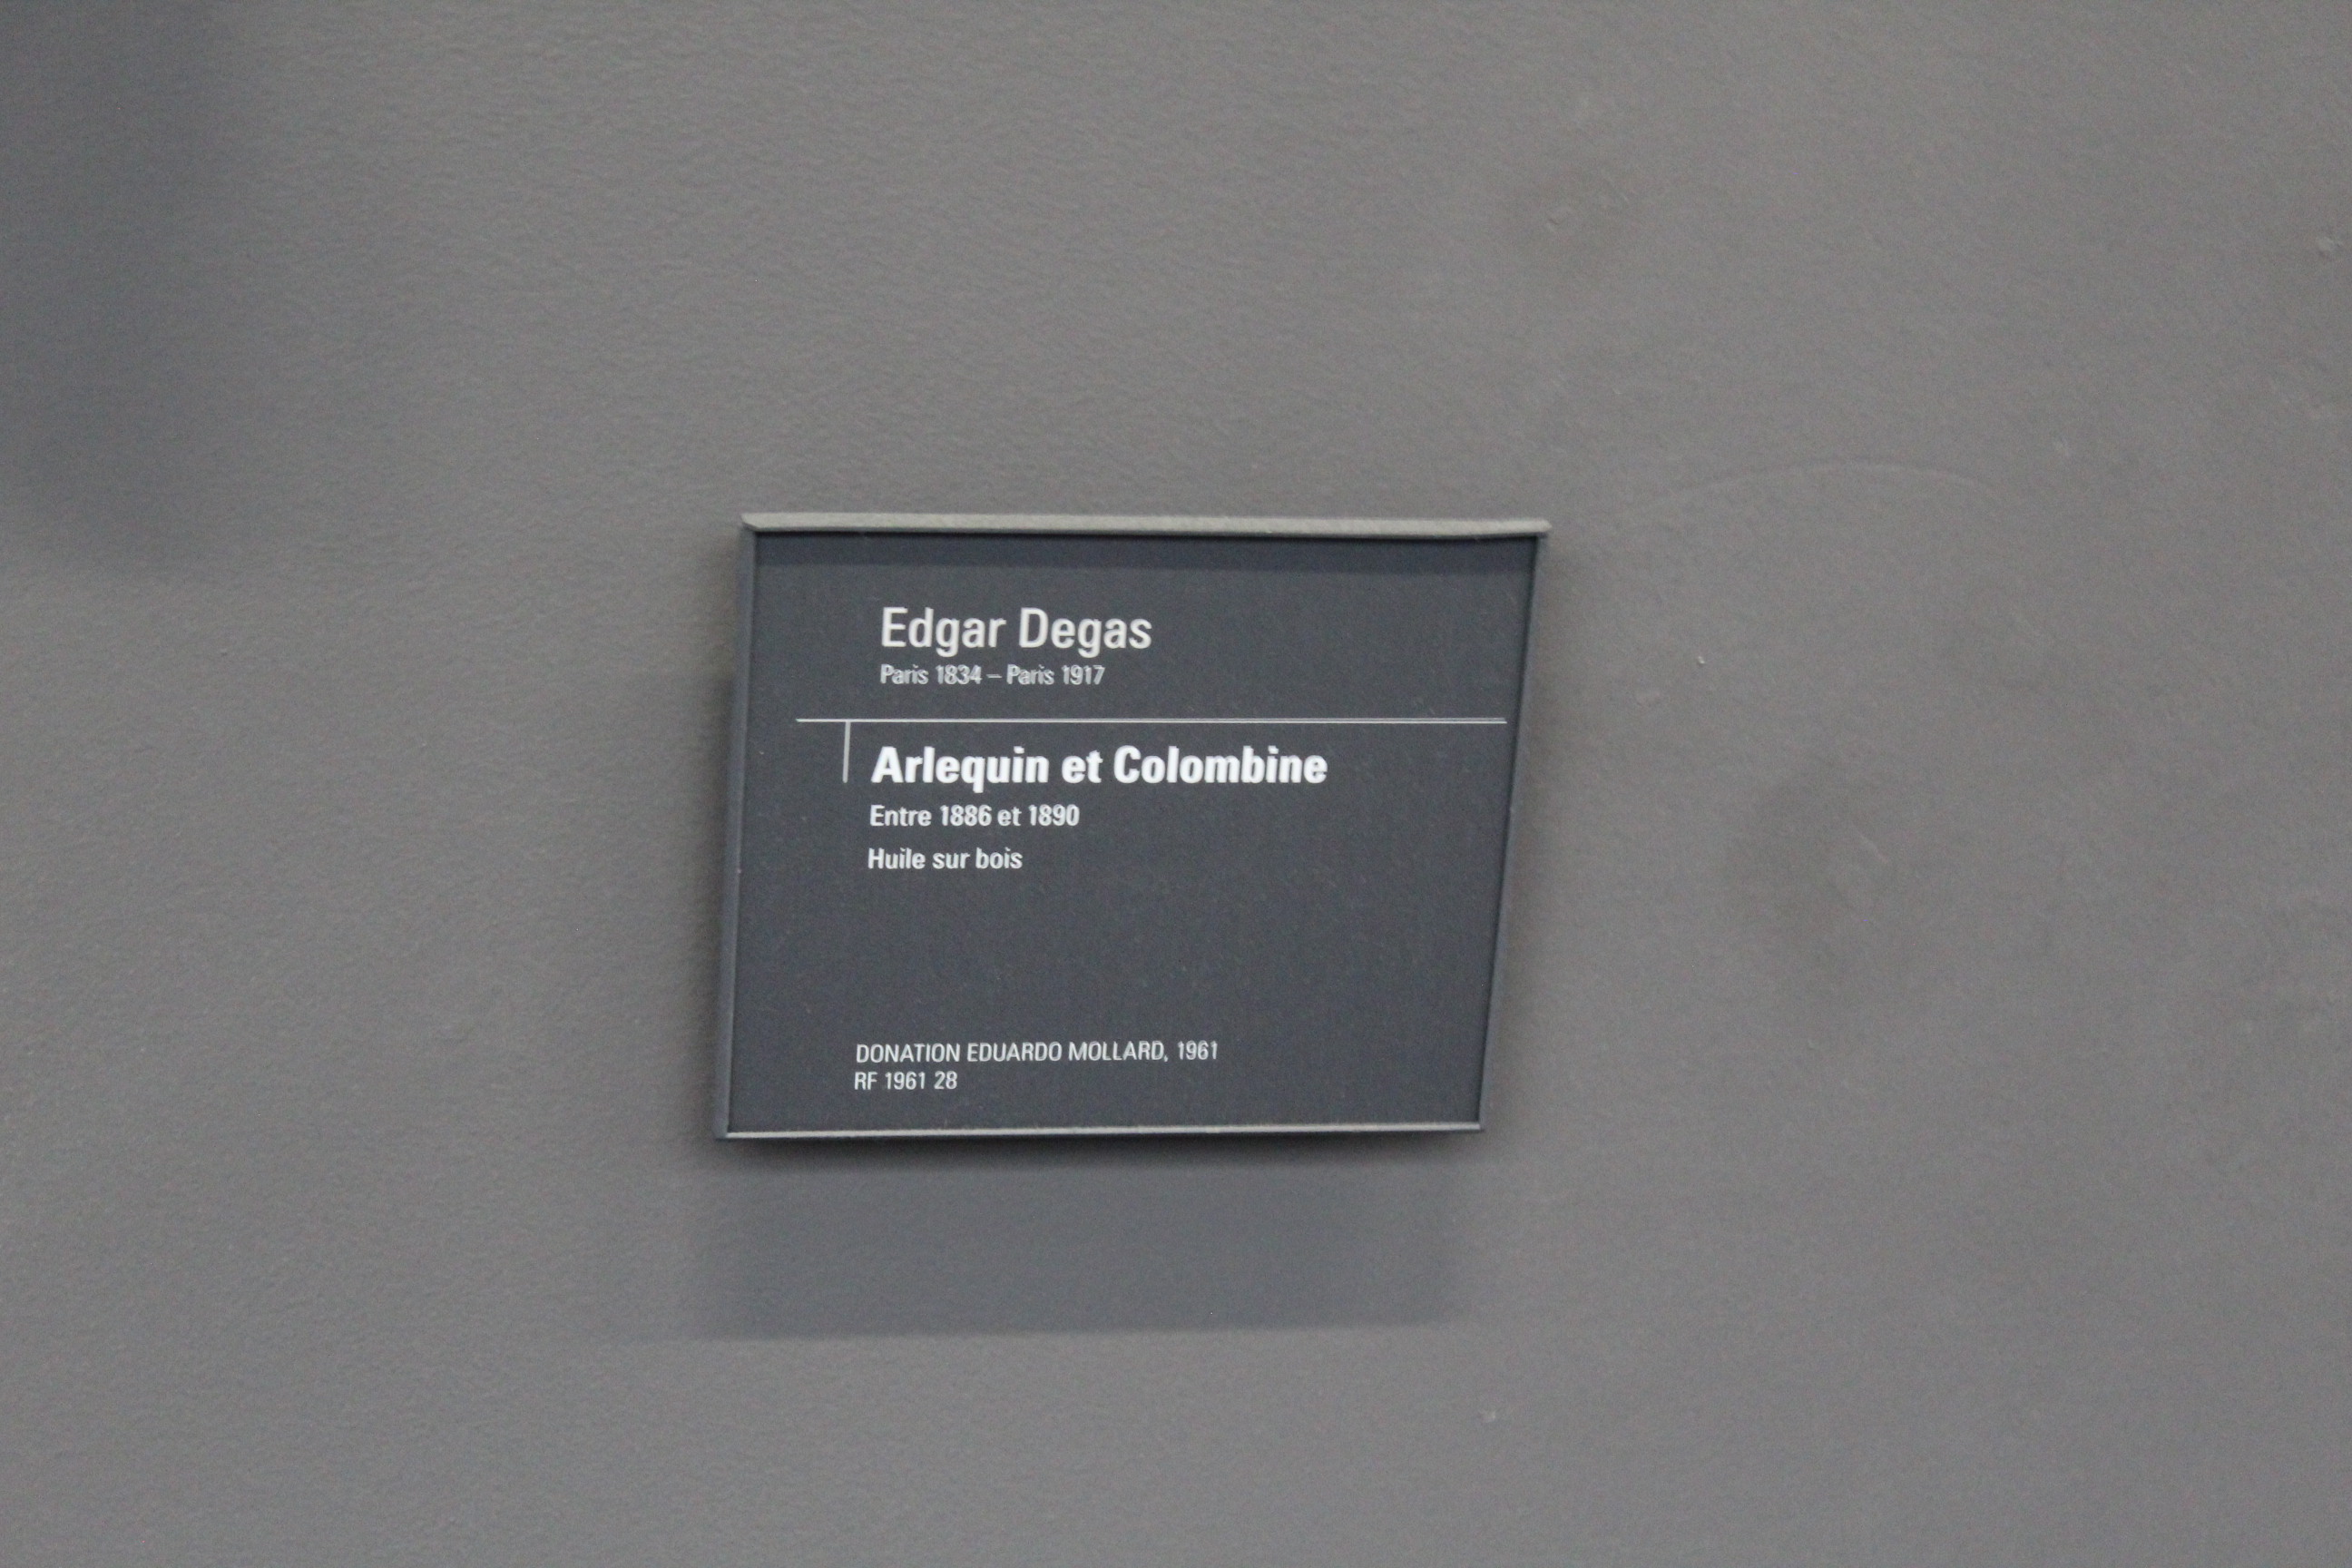 Edgar Degas
Paris 1834 – Paris 1917
Arlequin et Colombine
Entre 1886 et 1890
Huile sur bois
DONATION EDUARDO MOLLARD, 1961
RF 1961 28